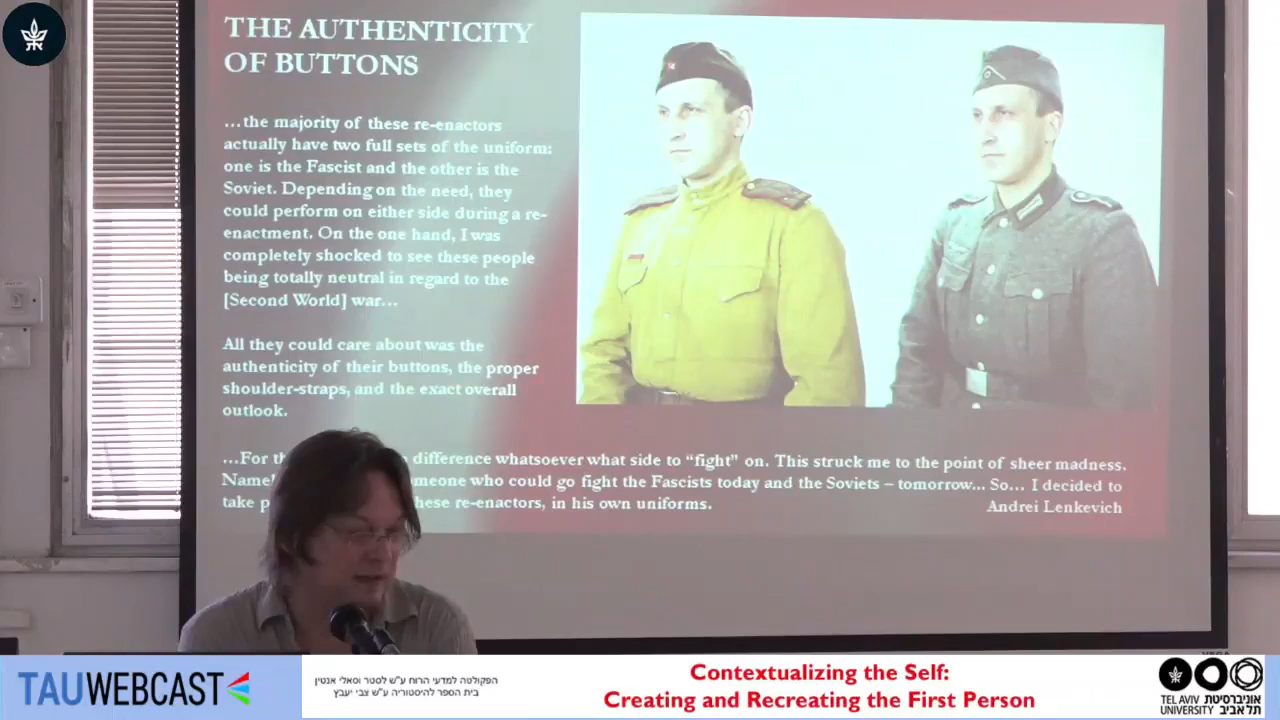 THE AUTHENTICITY
OF BUTTONS
…the majority of these re-enactors
actually have two full sets of the uniform:
one is the Fascist and the other is the
Soviet. Depending on the need, they
could perform on either side during a re-
enactment. On the one hand, I was
completely shocked to see these people
being totally neutral in regard to the
[Second World] war…
All they could care about was the
authenticity of their buttons, the proper
shoulder-straps, and the exact overall
outlook.
…For difference whatsoever what side to “fight” on. This struck me to the point of sheer madness.
who could go fight the Fascists today and the Soviets – tomorrow... So... I decided to
take re-enactors, in his own uniforms.
Andrei Lenkevich
TAUWEBCAST
הפקולטה למדעי הרוח ע"ש לסטר וסאלי אנטין
בית הספר להיסטוריה ע"ש צבי יעבץ
Contextualizing the Self:
Creating and Recreating the First Person
TEL AVIV אוניברסיטת
UNIVERSITY תל אביב